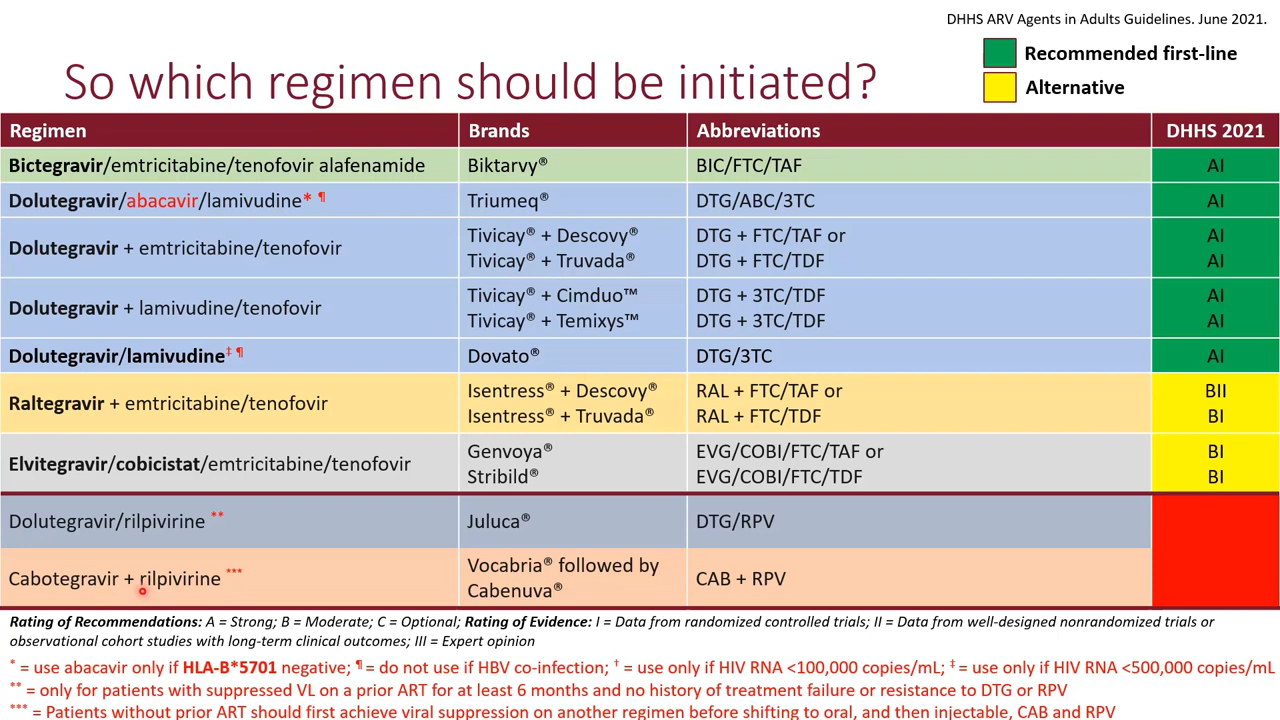 DHHS ARV Agents in Adults Guidelines. June 2021.
Recommended first-line
Alternative
So which regimen should be initiated?
Regimen Brands Abbreviations DHHS 2021
Bictegravir/emtricitabine/tenofovir alafenamide Biktarvy® BIC/FTC/TAF AI
Dolutegravir/abacavir/lamivudine* ¶ Triumeq® DTG/ABC/3TC AI
Dolutegravir + emtricitabine/tenofovir
Tivicay® + Descovy® DTG + FTC/TAF or AI
Tivicay® + Truvada® DTG + FTC/TDF AI
Dolutegravir + lamivudine/tenofovir
Tivicay® + Cimduo™ DTG + 3TC/TDF AI
Tivicay® + Temixys™ DTG + 3TC/TDF AI
Dolutegravir/lamivudine‡ ¶ Dovato® DTG/3TC AI
Raltegravir + emtricitabine/tenofovir
Isentress® + Descovy® RAL + FTC/TAF or BII
Isentress® + Truvada® RAL + FTC/TDF BI
Elvitegravir/cobicistat/emtricitabine/tenofovir
Genvoya® EVG/COBI/FTC/TAF or BI
Stribild® EVG/COBI/FTC/TDF BI
Dolutegravir/rilpivirine ** Juluca® DTG/RPV
Cabotegravir + rilpivirine ***
Vocabria® followed by
Cabenuva®
CAB + RPV
Rating of Recommendations: A = Strong; B = Moderate; C = Optional; Rating of Evidence: I = Data from randomized controlled trials; II = Data from well-designed nonrandomized trials or
observational cohort studies with long-term clinical outcomes; III = Expert opinion
* = use abacavir only if HLA-B*5701 negative; ¶ = do not use if HBV co-infection; † = use only if HIV RNA <100,000 copies/mL; ‡ = use only if HIV RNA <500,000 copies/mL
** = only for patients with suppressed VL on a prior ART for at least 6 months and no history of treatment failure or resistance to DTG or RPV
*** = Patients without prior ART should first achieve viral suppression on another regimen before shifting to oral, and then injectable, CAB and RPV